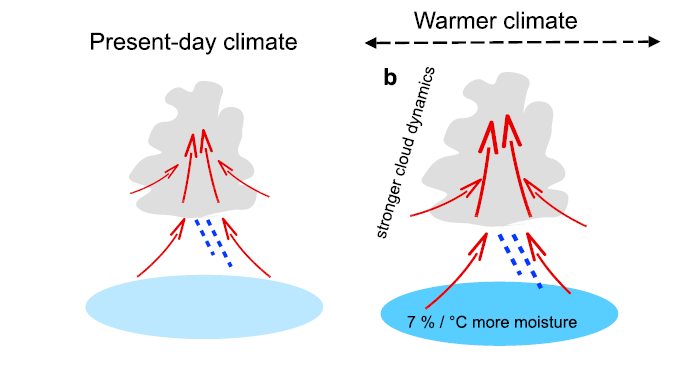 Present-day climate
Warmer climate
b
stronger cloud dynamics
7 % / °C more moisture